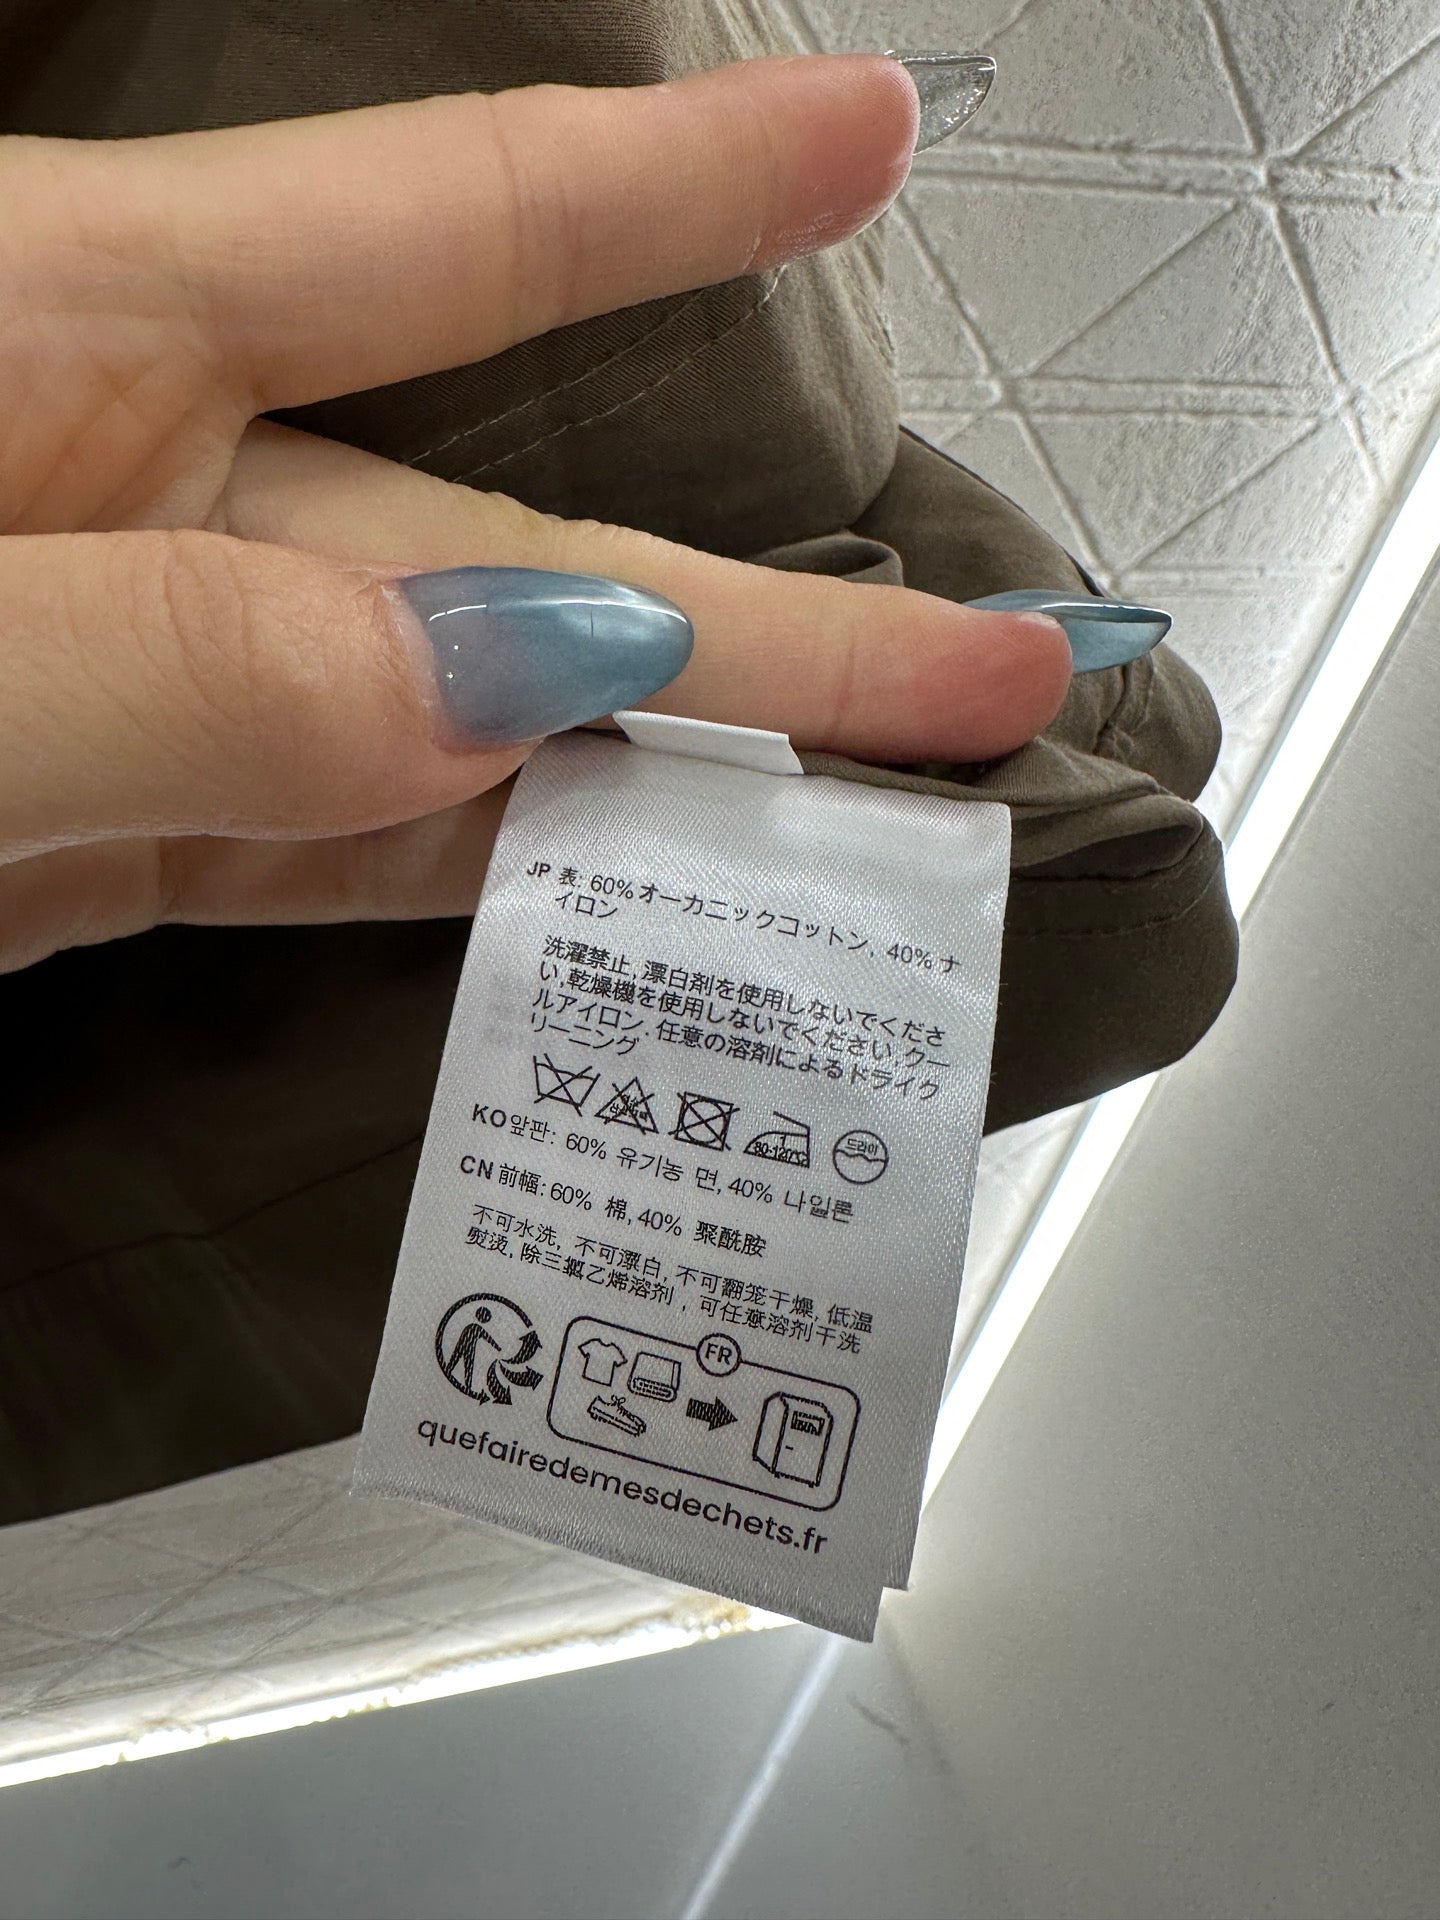 JP 表: 60% オーガニックコットン, 40% ナ
イロン
洗濯禁止, 漂白剤を使用しないでくださ
い, 乾燥機を使用しないでください, クー
ルアイロン. 任意の溶剤によるドライク
リーニング
80-120°C 드라이
KO 앞판: 60% 유기농 면, 40% 나일론
CN 前幅: 60% 棉, 40% 聚酰胺
不可水洗, 不可漂白, 不可翻笼干燥, 低温
熨烫, 除三氯乙烯溶剂, 可任意溶剂干洗
FR
quefairedemesdechets.fr